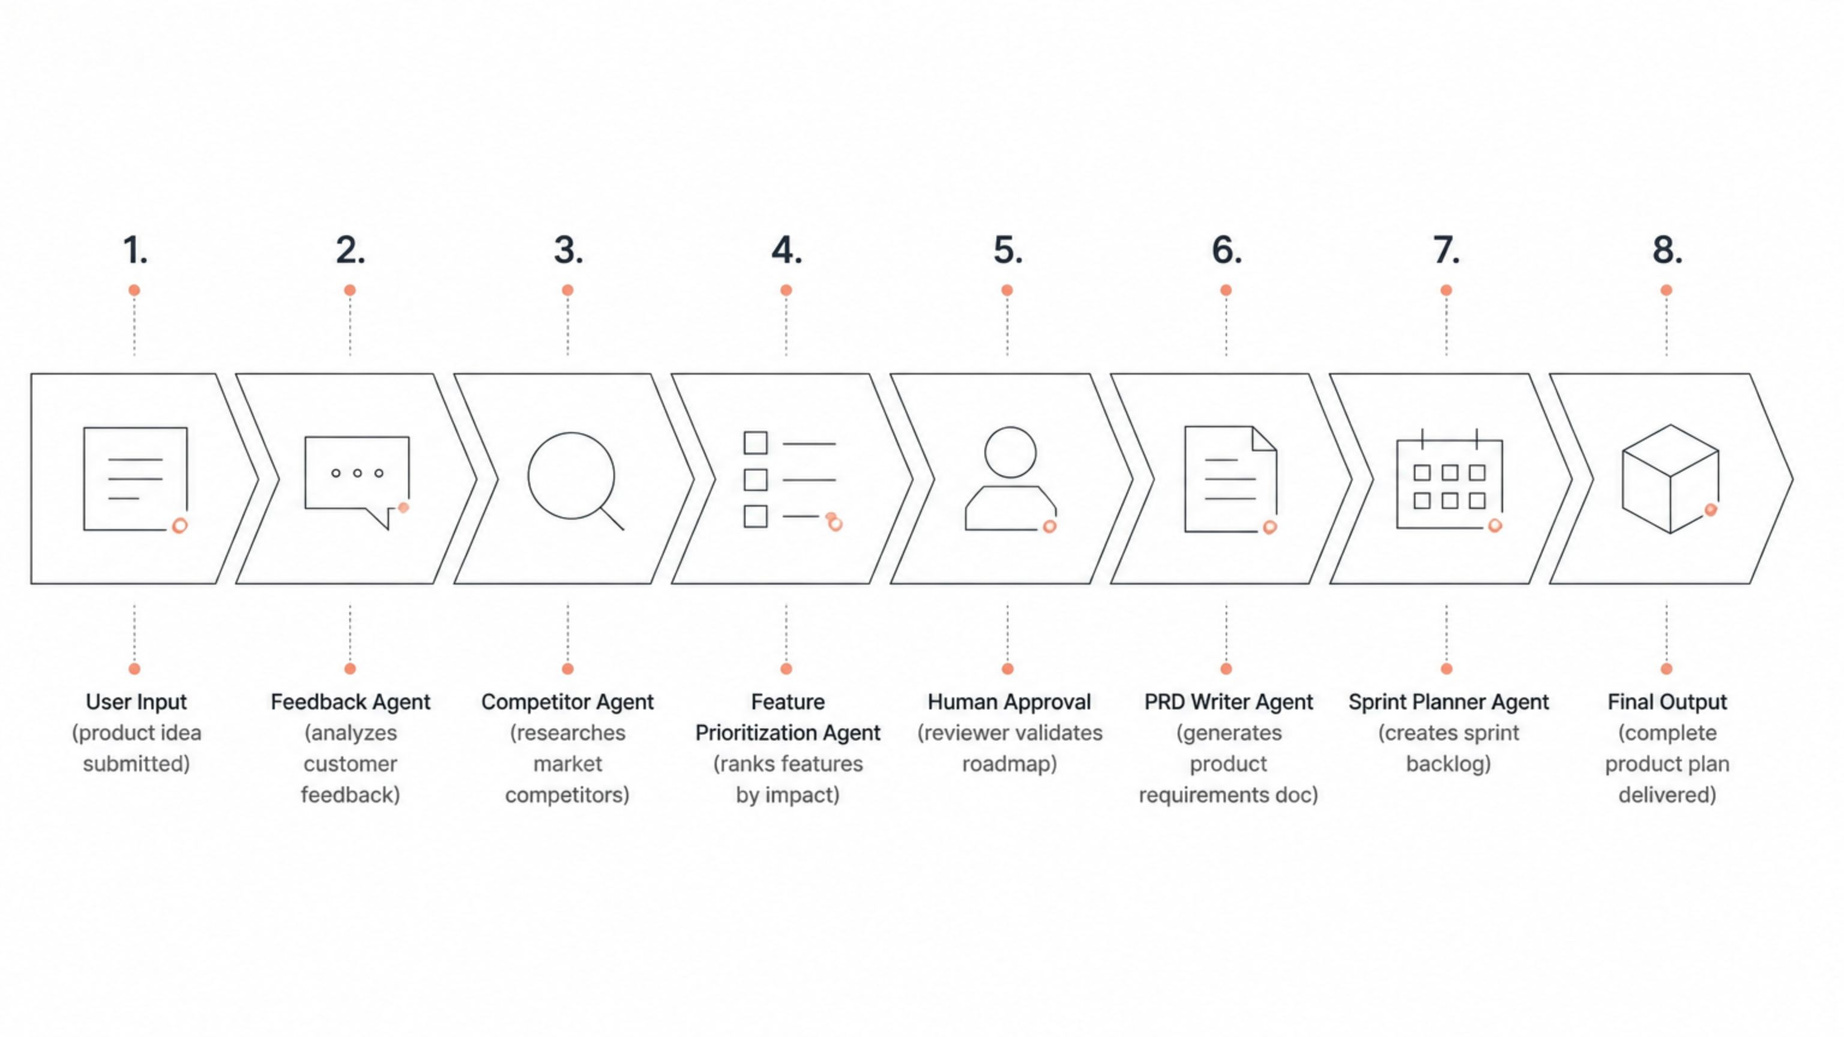 1.
2.
3.
4.
5.
6.
7.
8.
User Input
(product idea
submitted)
Feedback Agent
(analyzes
customer
feedback)
Competitor Agent
(researches
market
competitors)
Feature
Prioritization Agent
(ranks features
by impact)
Human Approval
(reviewer validates
roadmap)
PRD Writer Agent
(generates
product
requirements doc)
Sprint Planner Agent
(creates sprint
backlog)
Final Output
(complete
product plan
delivered)